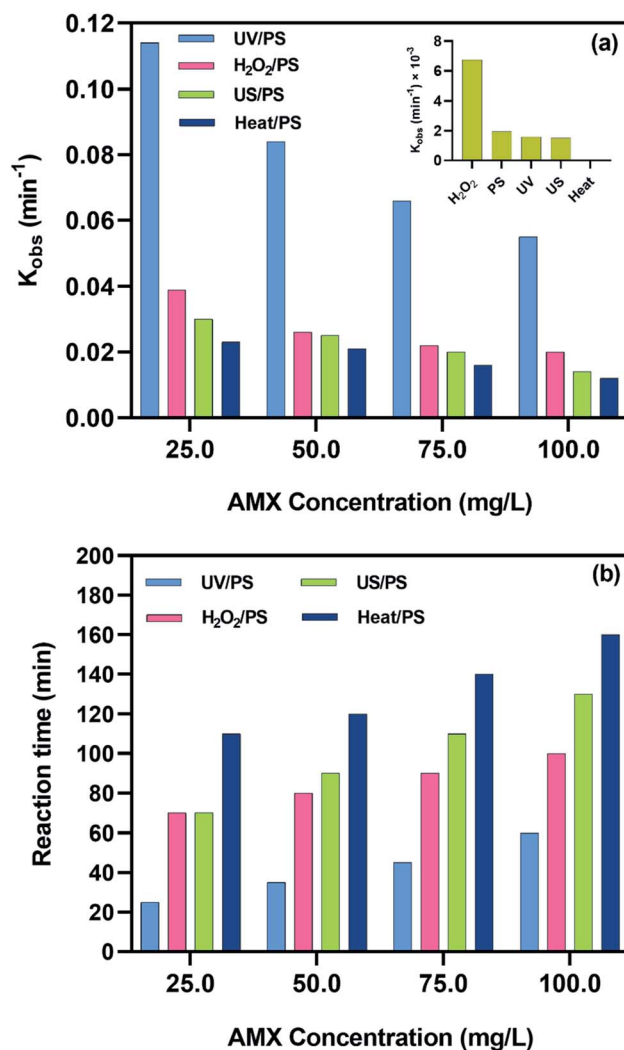 (a)
UV/PS
H₂O₂/PS
US/PS
Heat/PS
K_obs (min⁻¹)
0.12
0.10
0.08
0.06
0.04
0.02
0.00
25.0 50.0 75.0 100.0
AMX Concentration (mg/L)
K_obs (min⁻¹) × 10⁻³
8
6
4
2
0
H₂O₂ PS UV US Heat
(b)
UV/PS US/PS
H₂O₂/PS Heat/PS
Reaction time (min)
200
180
160
140
120
100
80
60
40
20
0
25.0 50.0 75.0 100.0
AMX Concentration (mg/L)